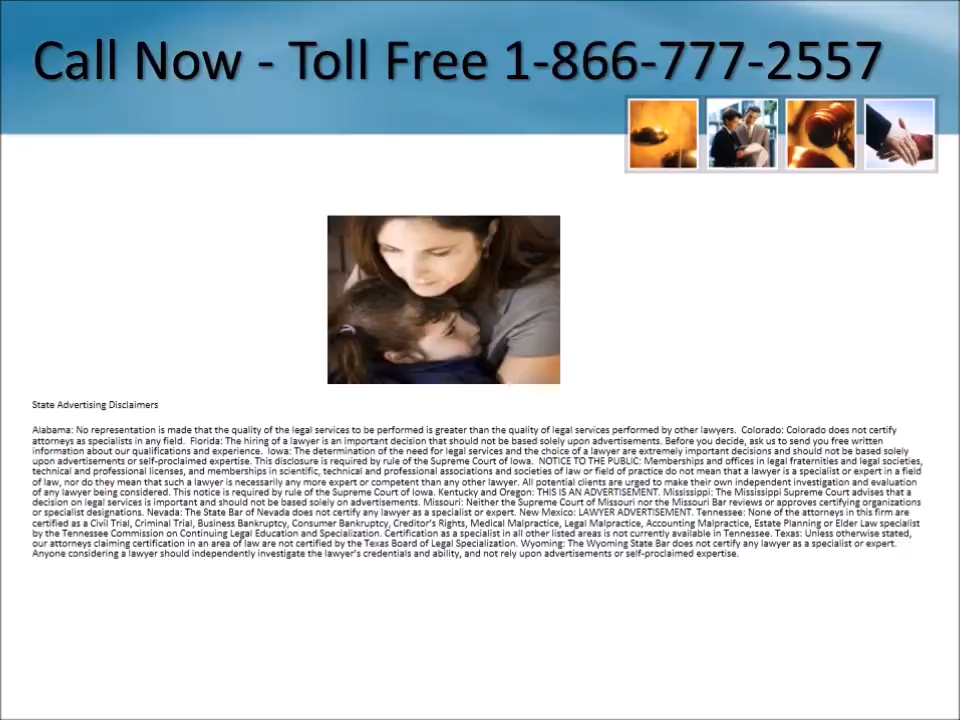 Call Now - Toll Free 1-866-777-2557
State Advertising Disclaimers
Alabama: No representation is made that the quality of the legal services to be performed is greater than the quality of legal services performed by other lawyers.  Colorado: Colorado does not certify
attorneys as specialists in any field.  Florida: The hiring of a lawyer is an important decision that should not be based solely upon advertisements. Before you decide, ask us to send you free written
information about our qualifications and experience.  Iowa: The determination of the need for legal services and the choice of a lawyer are extremely important decisions and should not be based solely
upon advertisements or self-proclaimed expertise. This disclosure is required by rule of the Supreme Court of Iowa.  NOTICE TO THE PUBLIC: Memberships and offices in legal fraternities and legal societies,
technical and professional licenses, and memberships in scientific, technical and professional associations and societies of law or field of practice do not mean that a lawyer is a specialist or expert in a field
of law, nor do they mean that such a lawyer is necessarily any more expert or competent than any other lawyer. All potential clients are urged to make their own independent investigation and evaluation
of any lawyer being considered. This notice is required by rule of the Supreme Court of Iowa. Kentucky and Oregon: THIS IS AN ADVERTISEMENT. Mississippi: The Mississippi Supreme Court advises that a
decision on legal services is important and should not be based solely on advertisements. Missouri: Neither the Supreme Court of Missouri nor the Missouri Bar reviews or approves certifying organizations
or specialist designations. Nevada: The State Bar of Nevada does not certify any lawyer as a specialist or expert. New Mexico: LAWYER ADVERTISEMENT. Tennessee: None of the attorneys in this firm are
certified as a Civil Trial, Criminal Trial, Business Bankruptcy, Consumer Bankruptcy, Creditor's Rights, Medical Malpractice, Legal Malpractice, Accounting Malpractice, Estate Planning or Elder Law specialist
by the Tennessee Commission on Continuing Legal Education and Specialization. Certification as a specialist in all other listed areas is not currently available in Tennessee. Texas: Unless otherwise stated,
our attorneys claiming certification in an area of law are not certified by the Texas Board of Legal Specialization. Wyoming: The Wyoming State Bar does not certify any lawyer as a specialist or expert.
Anyone considering a lawyer should independently investigate the lawyer's credentials and ability, and not rely upon advertisements or self-proclaimed expertise.